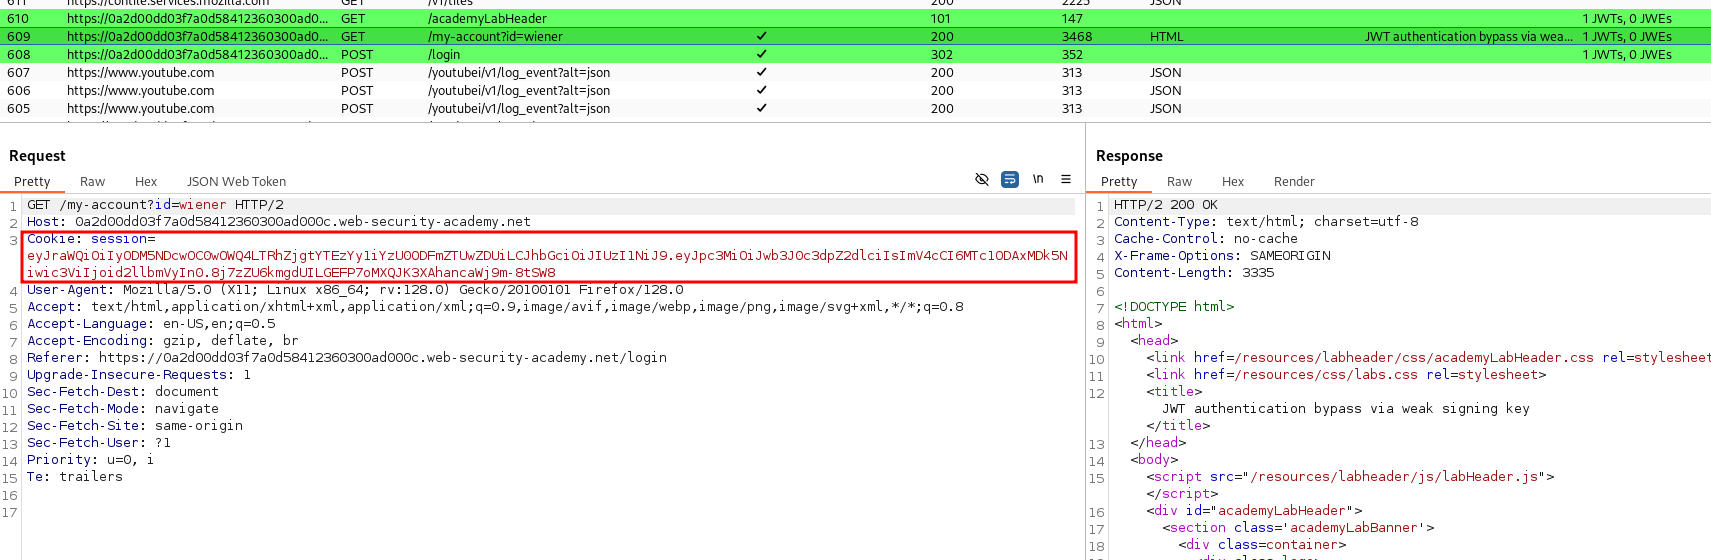 611 https://contile.services.mozilla.com GET /v1/tiles 200 2225 JSON
610 https://0a2d00dd03f7a0d58412360300ad0... GET /academyLabHeader 101 147 1 JWTs, 0 JWEs
609 https://0a2d00dd03f7a0d58412360300ad0... GET /my-account?id=wiener ✓ 200 3468 HTML JWT authentication bypass via wea... 1 JWTs, 0 JWEs
608 https://0a2d00dd03f7a0d58412360300ad0... POST /login ✓ 302 352 1 JWTs, 0 JWEs
607 https://www.youtube.com POST /youtubei/v1/log_event?alt=json ✓ 200 313 JSON
606 https://www.youtube.com POST /youtubei/v1/log_event?alt=json ✓ 200 313 JSON
605 https://www.youtube.com POST /youtubei/v1/log_event?alt=json ✓ 200 313 JSON
Request
Pretty Raw Hex JSON Web Token \n
1 GET /my-account?id=wiener HTTP/2
2 Host: 0a2d00dd03f7a0d58412360300ad000c.web-security-academy.net
3 Cookie: session=
eyJraWQiOiIyODM5NDcwOC0wOWQ4LTRhZjgtYTEzYy1iYzU0ODFmZTUwZDUiLCJhbGciOiJIUzI1NiJ9.eyJpc3MiOiJwb3J0c3dpZ2dlciIsImV4cCI6MTc1ODAxMDk5N
iwic3ViIjoid2llbmVyIn0.8j7zZU6kmgdUILGEFP7oMXQJK3XAhancaWj9m-8tSW8
4 User-Agent: Mozilla/5.0 (X11; Linux x86_64; rv:128.0) Gecko/20100101 Firefox/128.0
5 Accept: text/html,application/xhtml+xml,application/xml;q=0.9,image/avif,image/webp,image/png,image/svg+xml,*/*;q=0.8
6 Accept-Language: en-US,en;q=0.5
7 Accept-Encoding: gzip, deflate, br
8 Referer: https://0a2d00dd03f7a0d58412360300ad000c.web-security-academy.net/login
9 Upgrade-Insecure-Requests: 1
10 Sec-Fetch-Dest: document
11 Sec-Fetch-Mode: navigate
12 Sec-Fetch-Site: same-origin
13 Sec-Fetch-User: ?1
14 Priority: u=0, i
15 Te: trailers
16
17
Response
Pretty Raw Hex Render
1 HTTP/2 200 OK
2 Content-Type: text/html; charset=utf-8
3 Cache-Control: no-cache
4 X-Frame-Options: SAMEORIGIN
5 Content-Length: 3335
6
7 <!DOCTYPE html>
8 <html>
9 <head>
10 <link href=/resources/labheader/css/academyLabHeader.css rel=stylesheet
11 <link href=/resources/css/labs.css rel=stylesheet>
12 <title>
JWT authentication bypass via weak signing key
</title>
13 </head>
14 <body>
15 <script src="/resources/labheader/js/labHeader.js">
</script>
16 <div id="academyLabHeader">
17 <section class='academyLabBanner'>
18 <div class=container>